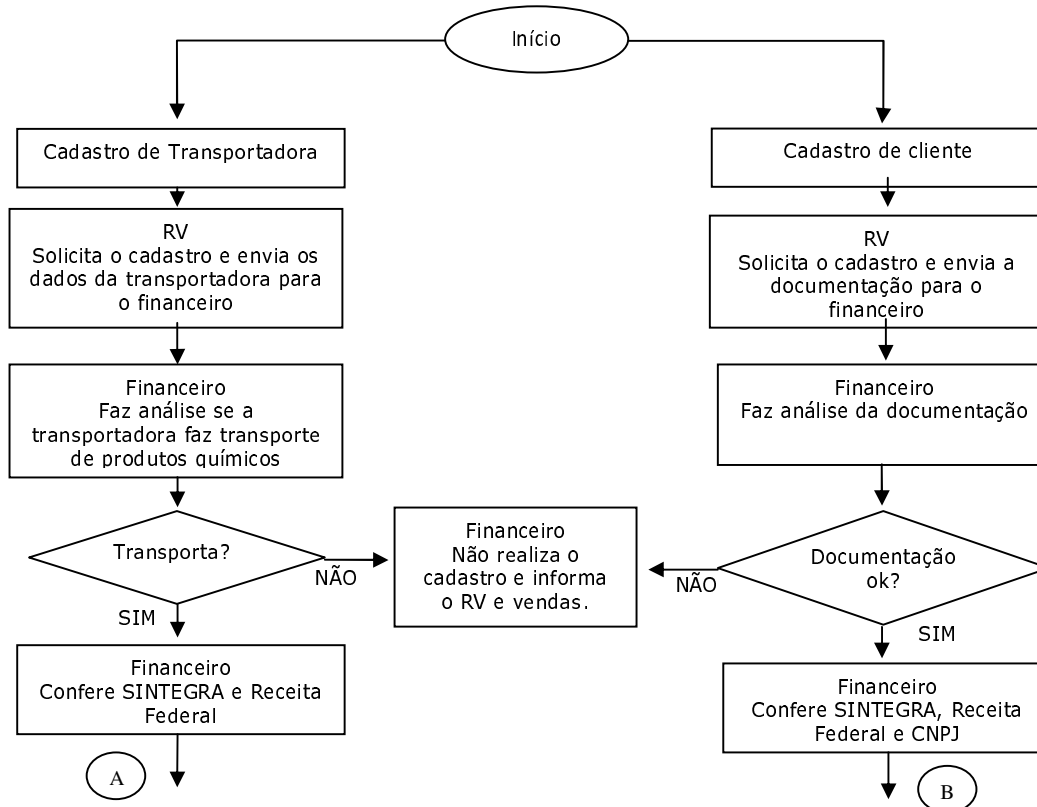 Início
Cadastro de Transportadora
RV
Solicita o cadastro e envia os
dados da transportadora para
o financeiro
Financeiro
Faz análise se a
transportadora faz transporte
de produtos químicos
Transporta?
NÃO
SIM
Financeiro
Confere SINTEGRA e Receita
Federal
A
Financeiro
Não realiza o
cadastro e informa
o RV e vendas.
Cadastro de cliente
RV
Solicita o cadastro e envia a
documentação para o
financeiro
Financeiro
Faz análise da documentação
Documentação
ok?
NÃO
SIM
Financeiro
Confere SINTEGRA, Receita
Federal e CNPJ
B